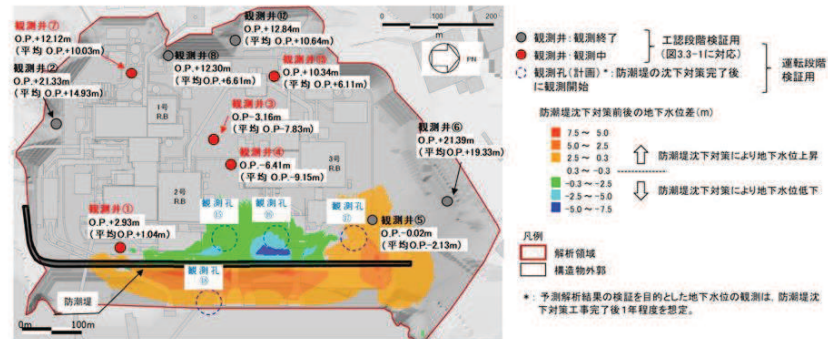 観測井⑦
O.P.+12.12m
(平均 O.P.+10.03m)
観測井②
O.P.+21.33m
(平均 O.P.+14.93m)
観測井⑧
O.P.+12.30m
(平均 O.P.+6.61m)
観測井⑫
O.P.+12.84m
(平均 O.P.+10.64m)
O.P.+10.34m
(平均 O.P.+6.11m)
観測井③
O.P.-3.16m
(平均 O.P.-7.83m)
観測井④
O.P.-6.41m
(平均 O.P.-9.15m)
観測井⑥
O.P.+21.39m
(平均 O.P.+19.33m)
観測井①
O.P.+2.93m
(平均 O.P.+1.04m)
観測井⑤
O.P.-0.02m
(平均 O.P.-2.13m)
1号
R.B
2号
R.B
3号
R.B
観測孔
観測孔
観測孔
観測孔
防潮堤
0m 100m
0 100 200
m
PN
観測井:観測終了
観測井:観測中
観測孔(計画)*:防潮堤の沈下対策完了後
に観測開始
工認段階検証用
(図3.3-1に対応)
運転段階
検証用
防潮堤沈下対策前後の地下水位差(m)
7.5 ~ 5.0
5.0 ~ 2.5
2.5 ~ 0.3
0.3 ~ -0.3
-0.3~ -2.5
-2.5~ -5.0
-5.0~ -7.5
防潮堤沈下対策により地下水位上昇
防潮堤沈下対策により地下水位低下
凡例
解析領域
構造物外郭
*: 予測解析結果の検証を目的とした地下水位の観測は、防潮堤沈
下対策工事完了後1年程度を想定。